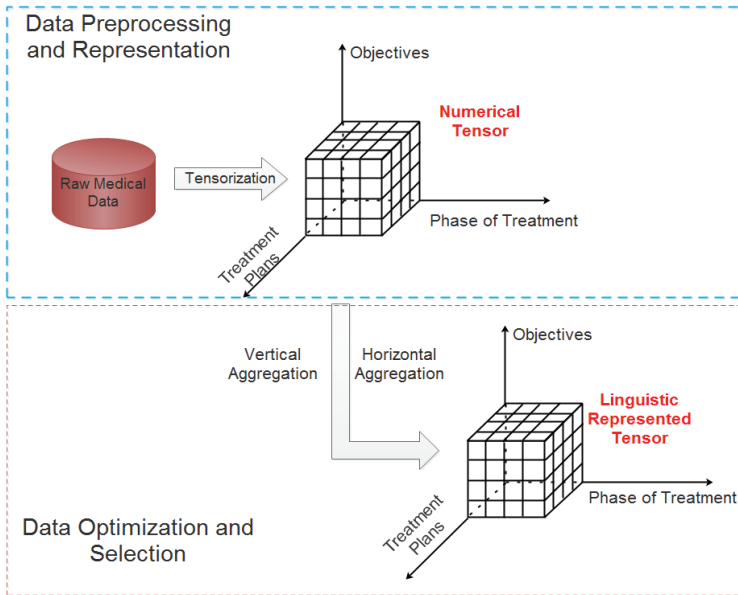 Data Preprocessing
and Representation
Objectives
Numerical
Tensor
Raw Medical
Data
Tensorization
Phase of Treatment
Treatment
Plans
Vertical
Aggregation
Horizontal
Aggregation
Objectives
Linguistic
Represented
Tensor
Phase of Treatment
Treatment
Plans
Data Optimization and
Selection